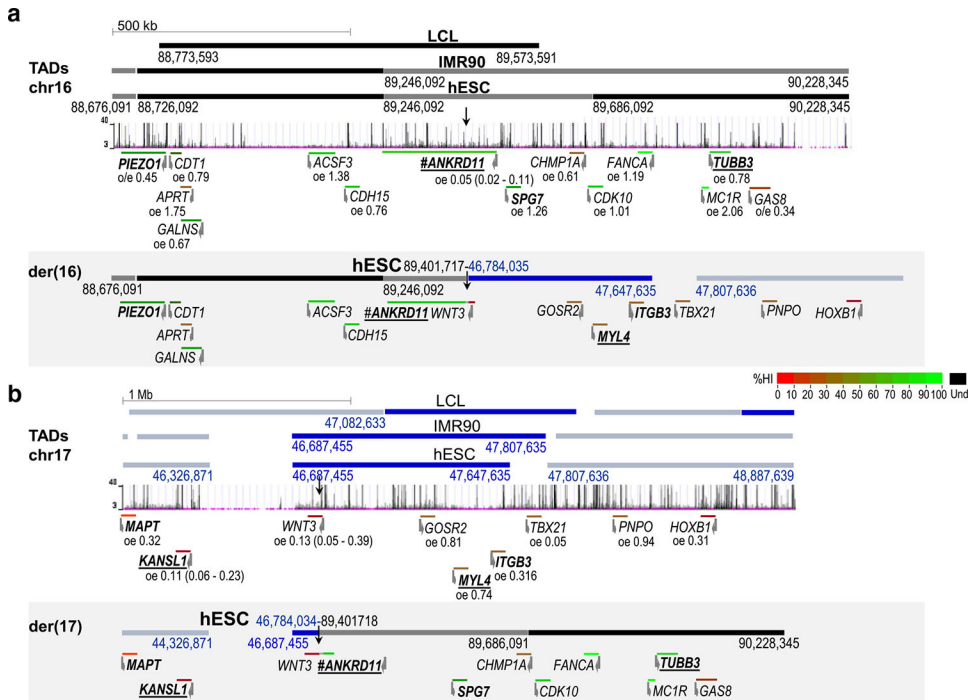 a
500 kb
LCL
88,773,593 89,573,591
TADs
chr16
IMR90
89,246,092 90,228,345
hESC
88,676,091 88,726,092 89,246,092 89,686,092 90,228,345
40
3
PIEZO1 CDT1 ACSF3 #ANKRD11 CHMP1A FANCA TUBB3
o/e 0.45 oe 0.79 oe 1.38 oe 0.05 (0.02 - 0.11) oe 0.61 oe 1.19 oe 0.78
APRT CDH15 SPG7 CDK10 MC1R GAS8
oe 1.75 oe 0.76 oe 1.26 oe 1.01 oe 2.06 o/e 0.34
GALNS
oe 0.67
der(16)
hESC 89,401,717-46,784,035
88,676,091 89,246,092 47,647,635 47,807,636
PIEZO1 CDT1 ACSF3 #ANKRD11 WNT3 GOSR2 ITGB3 TBX21 PNPO HOXB1
APRT CDH15 MYL4
GALNS
%HI
0 10 20 30 40 50 60 70 80 90 100 Und
b
1 Mb
LCL
47,082,633
TADs
chr17
IMR90
46,687,455 47,807,635
hESC
46,326,871 46,687,455 47,647,635 47,807,636 48,887,639
40
3
MAPT WNT3 GOSR2 TBX21 PNPO HOXB1
oe 0.32 oe 0.13 (0.05 - 0.39) oe 0.81 oe 0.05 oe 0.94 oe 0.31
KANSL1 ITGB3
oe 0.11 (0.06 - 0.23) oe 0.316
MYL4
oe 0.74
der(17)
hESC 46,784,034-89,401718
44,326,871 46,687,455 89,686,091 90,228,345
MAPT WNT3 #ANKRD11 CHMP1A FANCA TUBB3
KANSL1 SPG7 CDK10 MC1R GAS8